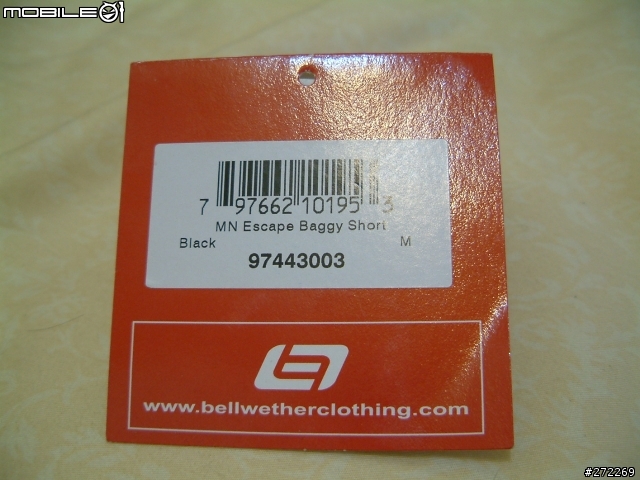 MOBILE01
7 97662 10195 3
MN Escape Baggy Short
Black M
97443003
www.bellwetherclothing.com
#272269